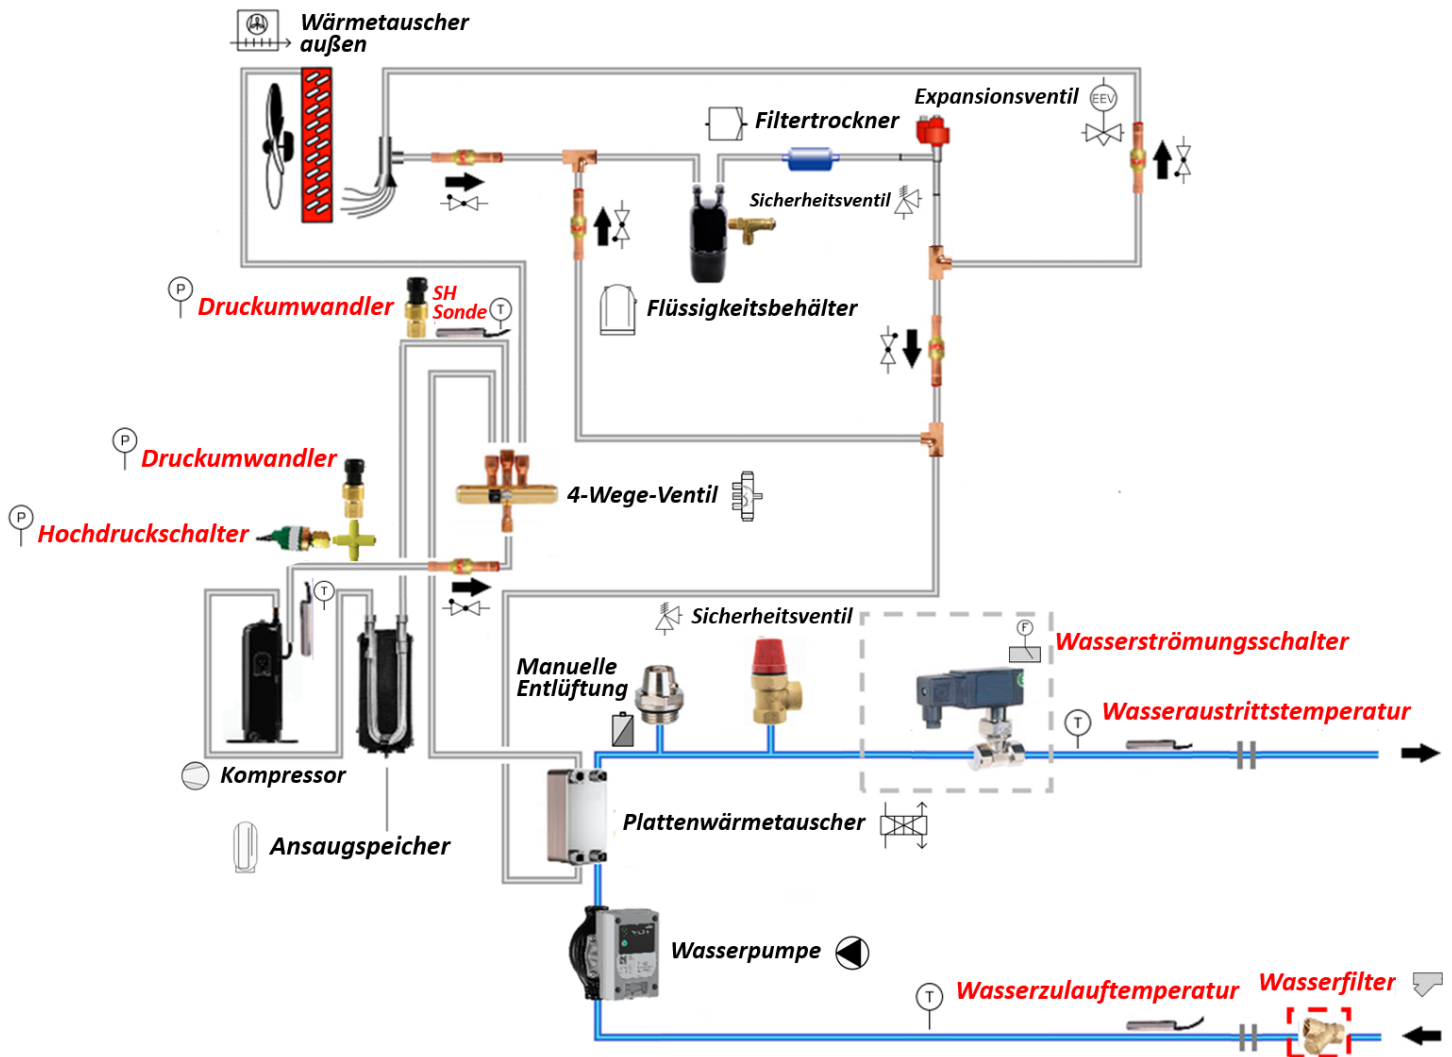 Wärmetauscher
außen
Expansionsventil
EEV
Filtertrockner
Sicherheitsventil
P
Druckumwandler
SH
Sonde
T
Flüssigkeitsbehälter
P
Druckumwandler
4-Wege-Ventil
P
Hochdruckschalter
T
Sicherheitsventil
F
Wasserströmungsschalter
Manuelle
Entlüftung
T
Wasseraustrittstemperatur
Kompressor
Plattenwärmetauscher
Ansaugspeicher
Wasserpumpe
T
Wasserzulauftemperatur
Wasserfilter